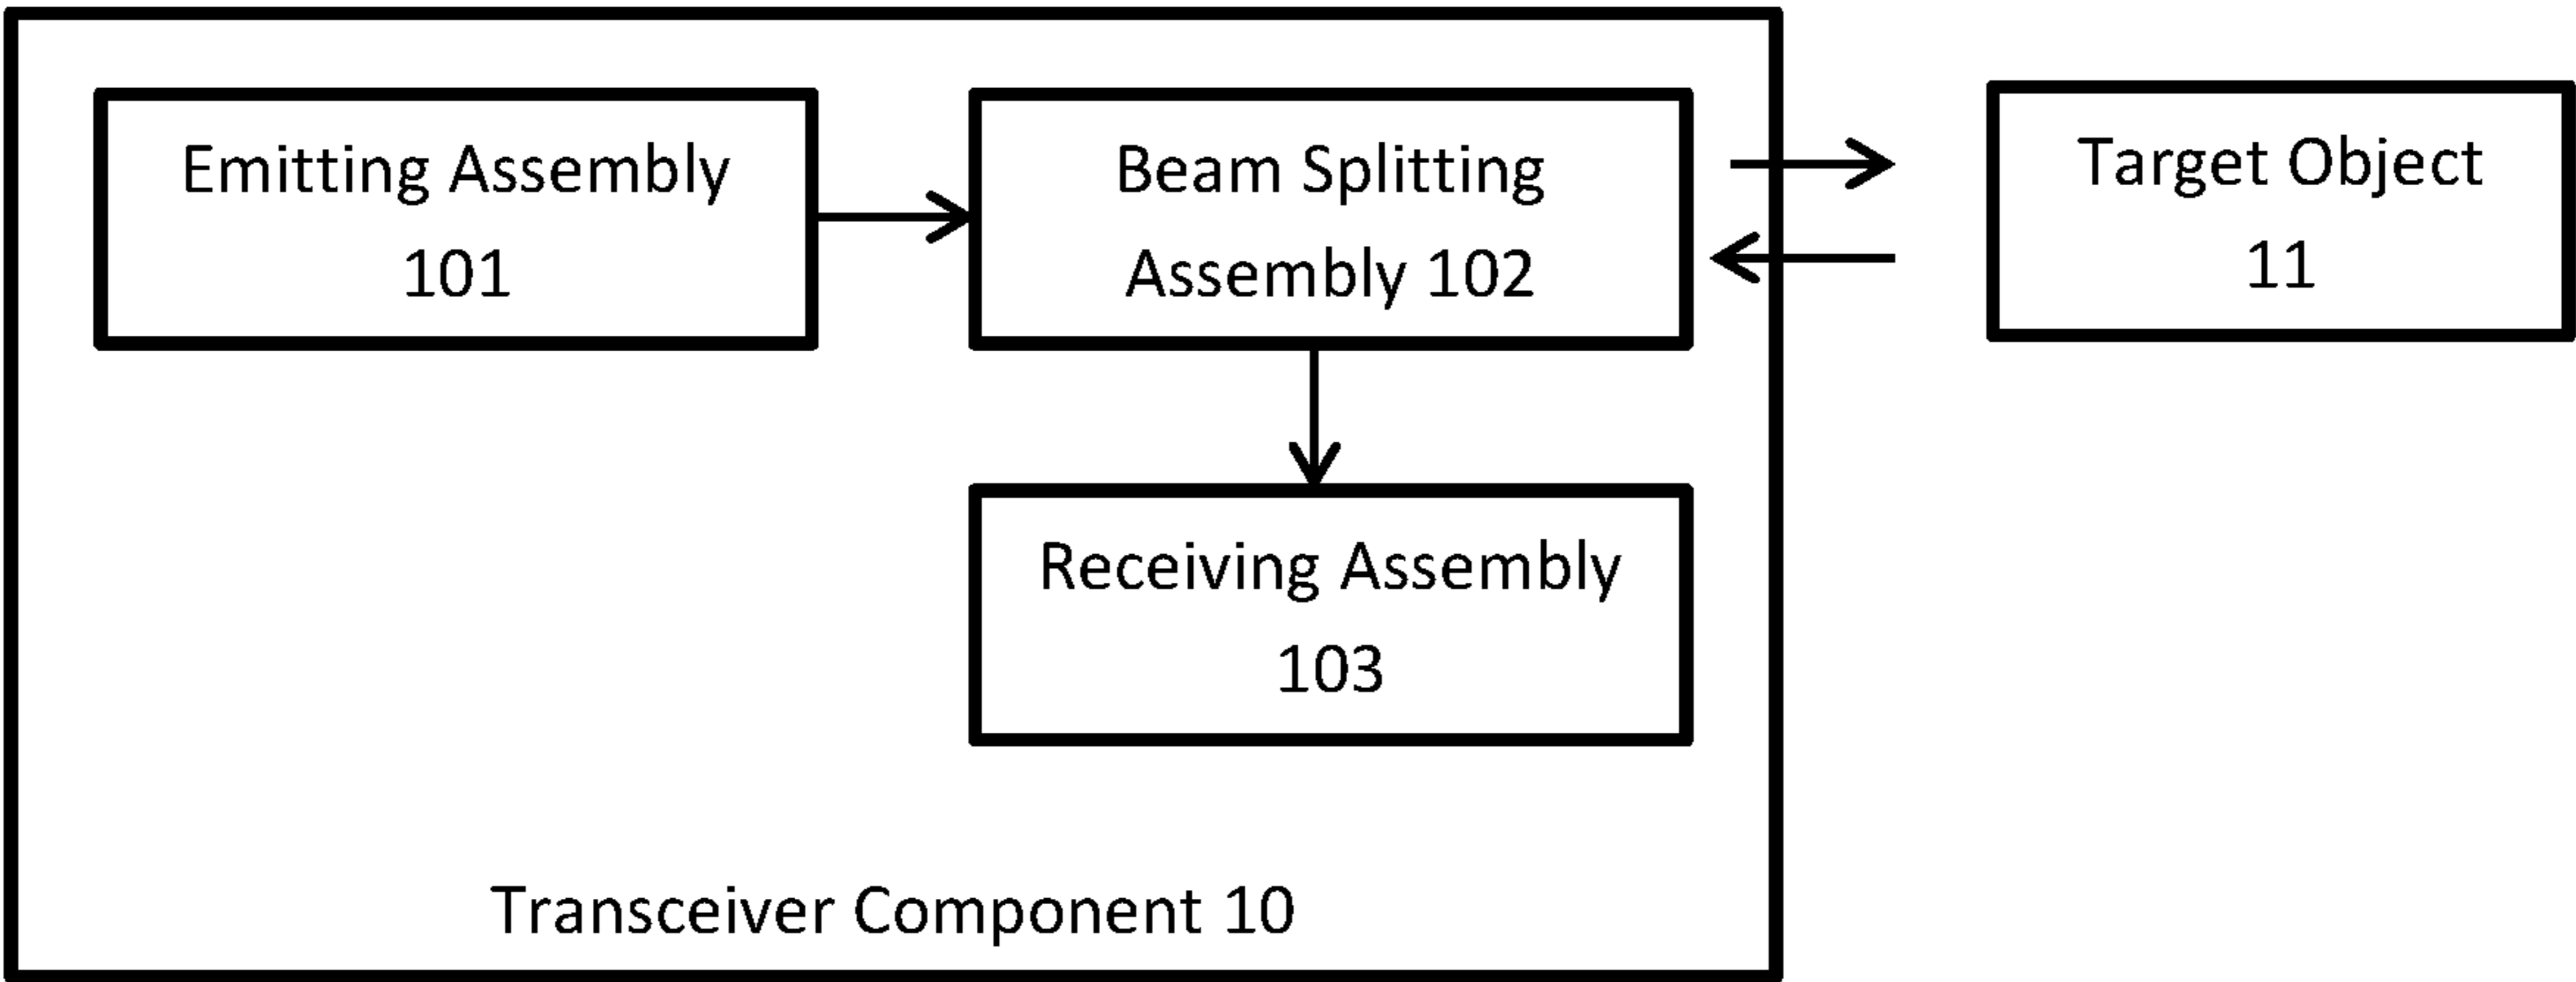 Emitting Assembly
101
Beam Splitting
Assembly 102
Target Object
11
Receiving Assembly
103
Transceiver Component 10